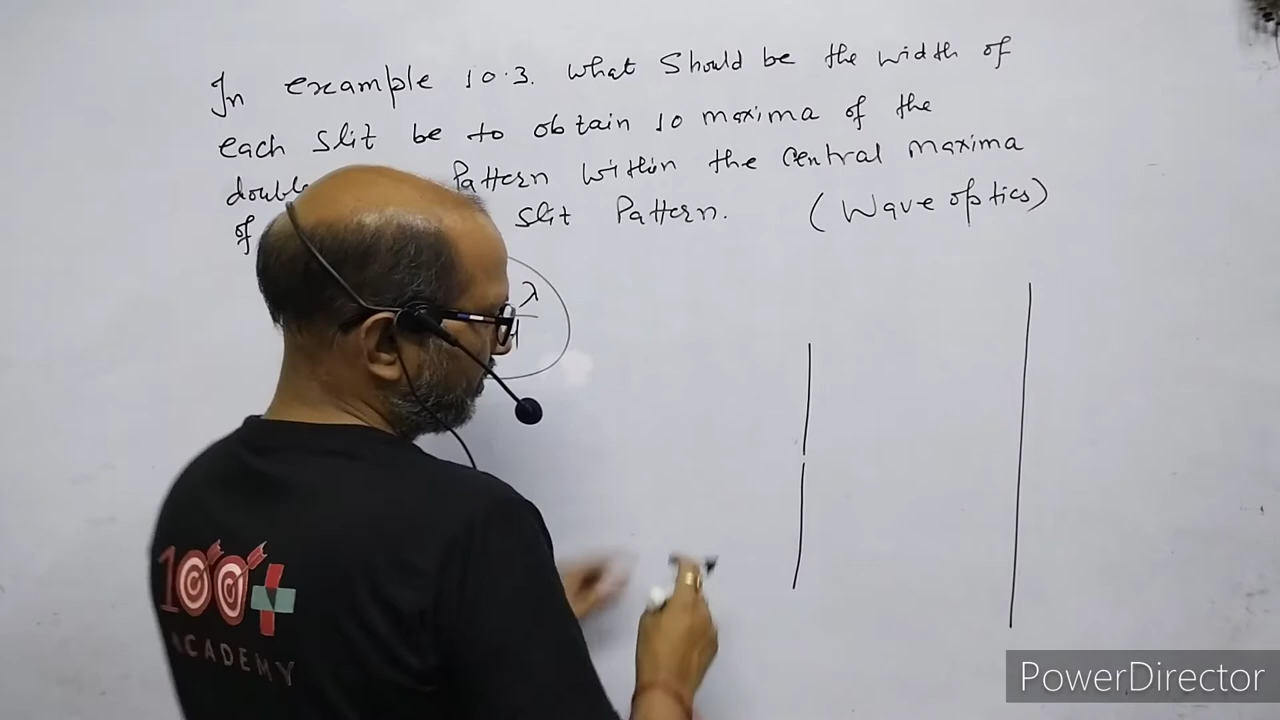 In example 10.3. What Should be the width of
each Slit be to obtain 10 maxima of the
double Pattern within the Central maxima
of slit Pattern. (Wave optics)
λ
100+
ACADEMY
PowerDirector